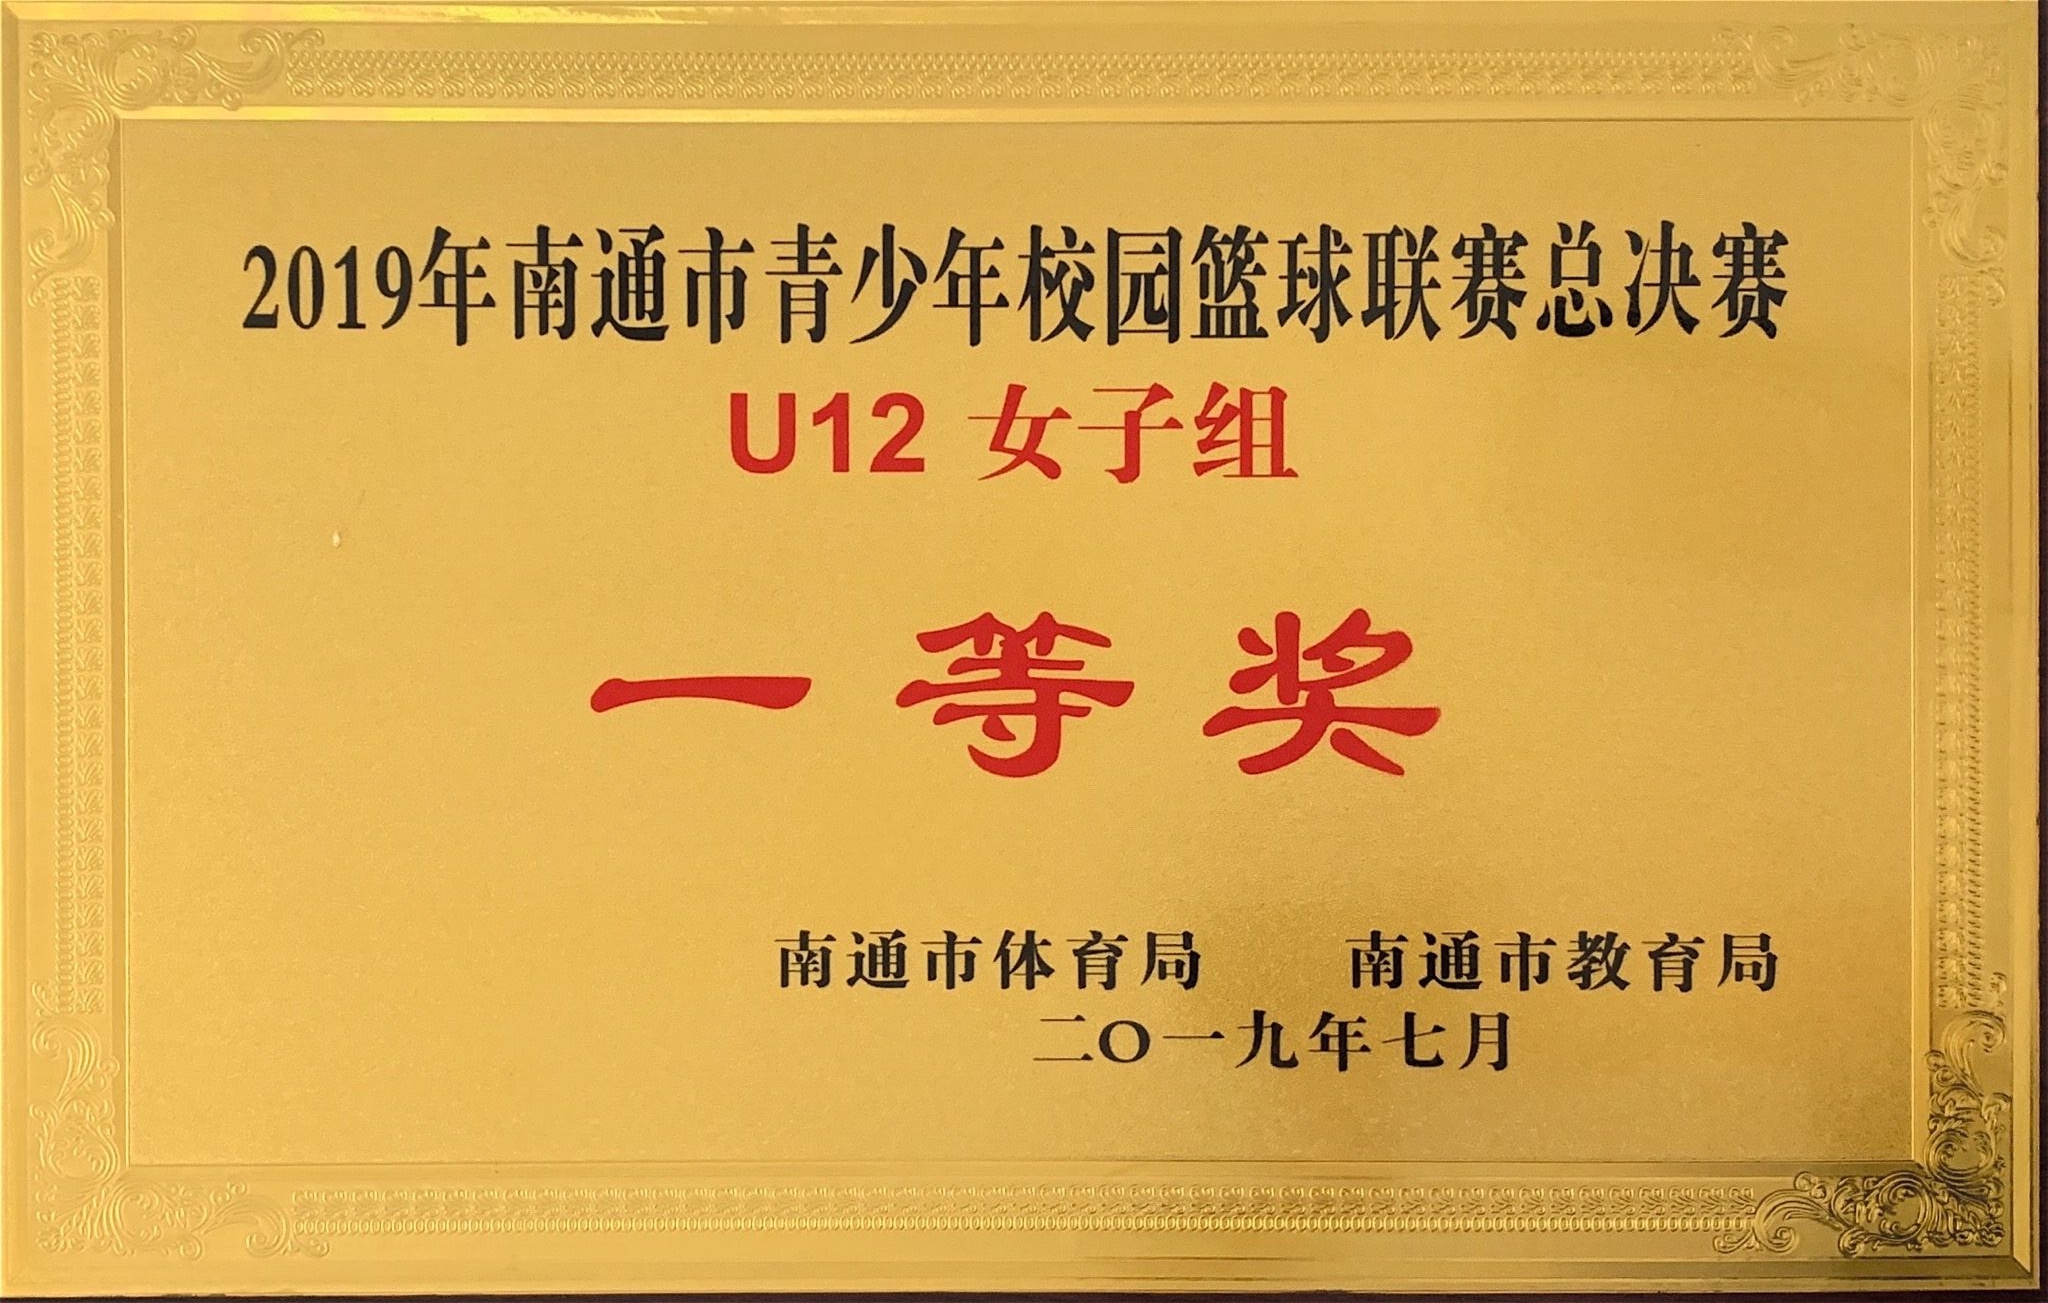 2019年南通市青少年校园篮球联赛总决赛
U12 女子组
一等奖
南通市体育局 南通市教育局
二〇一九年七月